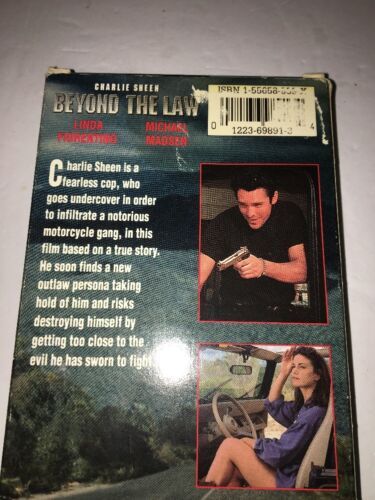 CHARLIE SHEEN
BEYOND THE LAW
LINDA FIORENTINO
MICHAEL MADSEN
ISBN 1-55658-
0 1223-69891-3 4
Charlie Sheen is a
fearless cop, who
goes undercover in order
to infiltrate a notorious
motorcycle gang, in this
film based on a true story.
He soon finds a new
outlaw persona taking
hold of him and risks
destroying himself by
getting too close to the
evil he has sworn to fight